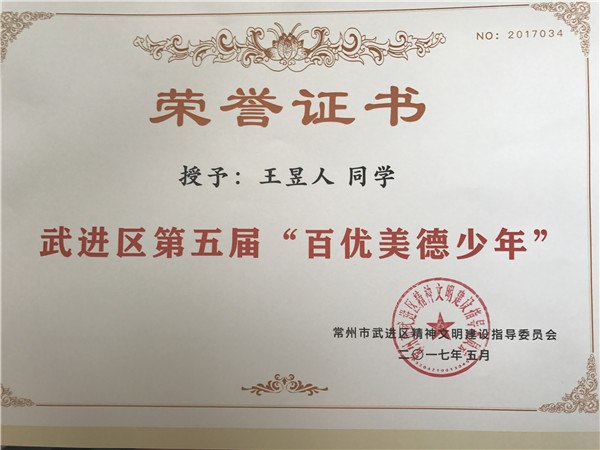 NO: 2017034
荣誉证书
授予：王昱人 同学
武进区第五届“百优美德少年”
常州市武进区精神文明建设指导委员会
二〇一七年 五月